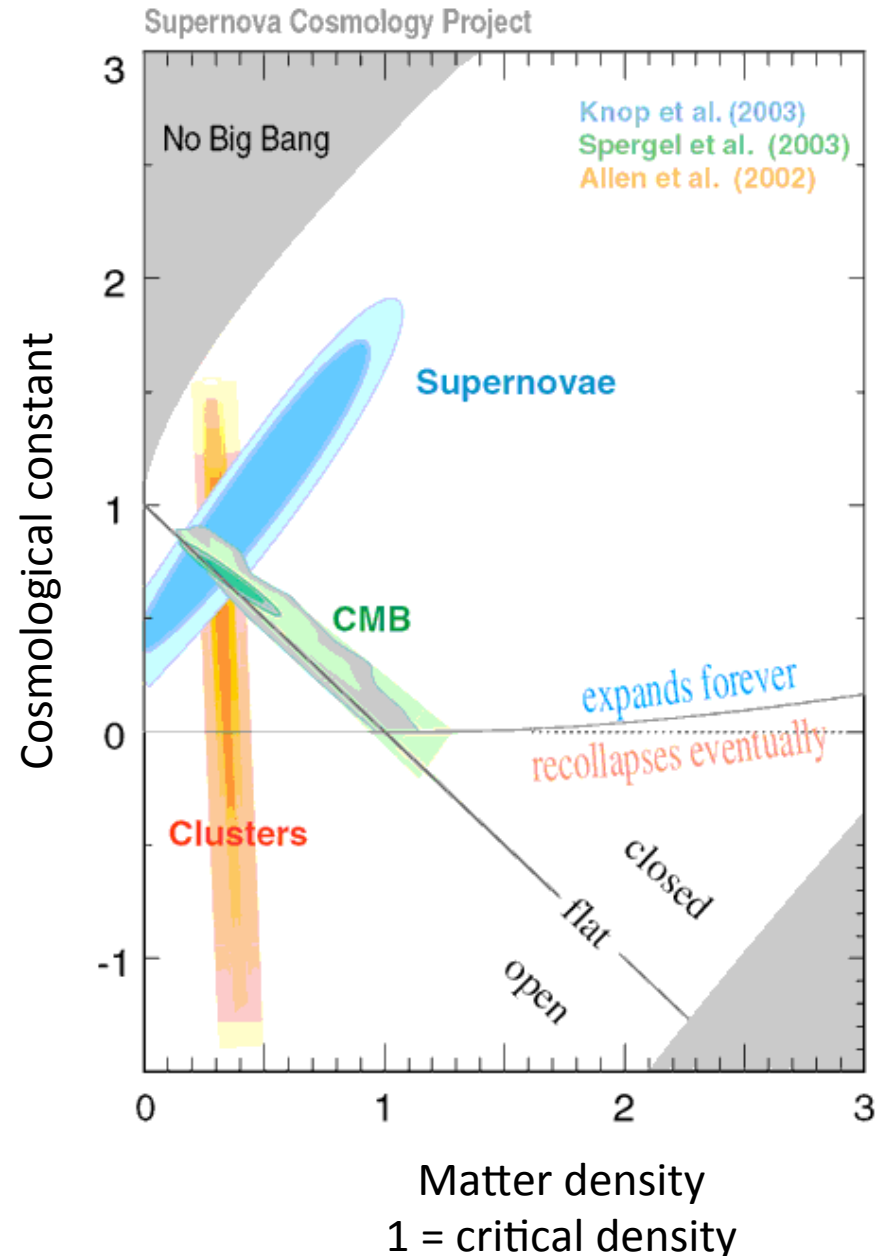 Supernova Cosmology Project
3
No Big Bang
Knop et al. (2003)
Spergel et al. (2003)
Allen et al. (2002)
2
Supernovae
1
CMB
expands forever
0
recollapses eventually
Clusters
closed
flat
-1
open
0 1 2 3
Cosmological constant
Matter density
1 = critical density